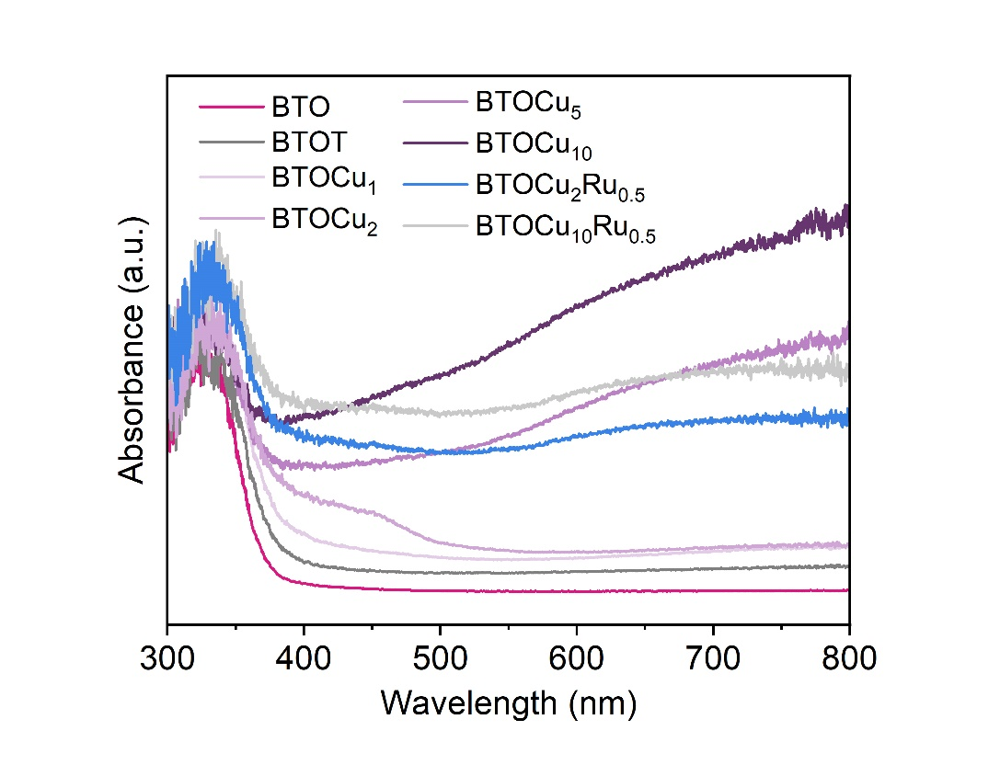 BTO
BTOT
BTOCu₁
BTOCu₂
BTOCu₅
BTOCu₁₀
BTOCu₂Ru₀.₅
BTOCu₁₀Ru₀.₅
Absorbance (a.u.)
300 400 500 600 700 800
Wavelength (nm)